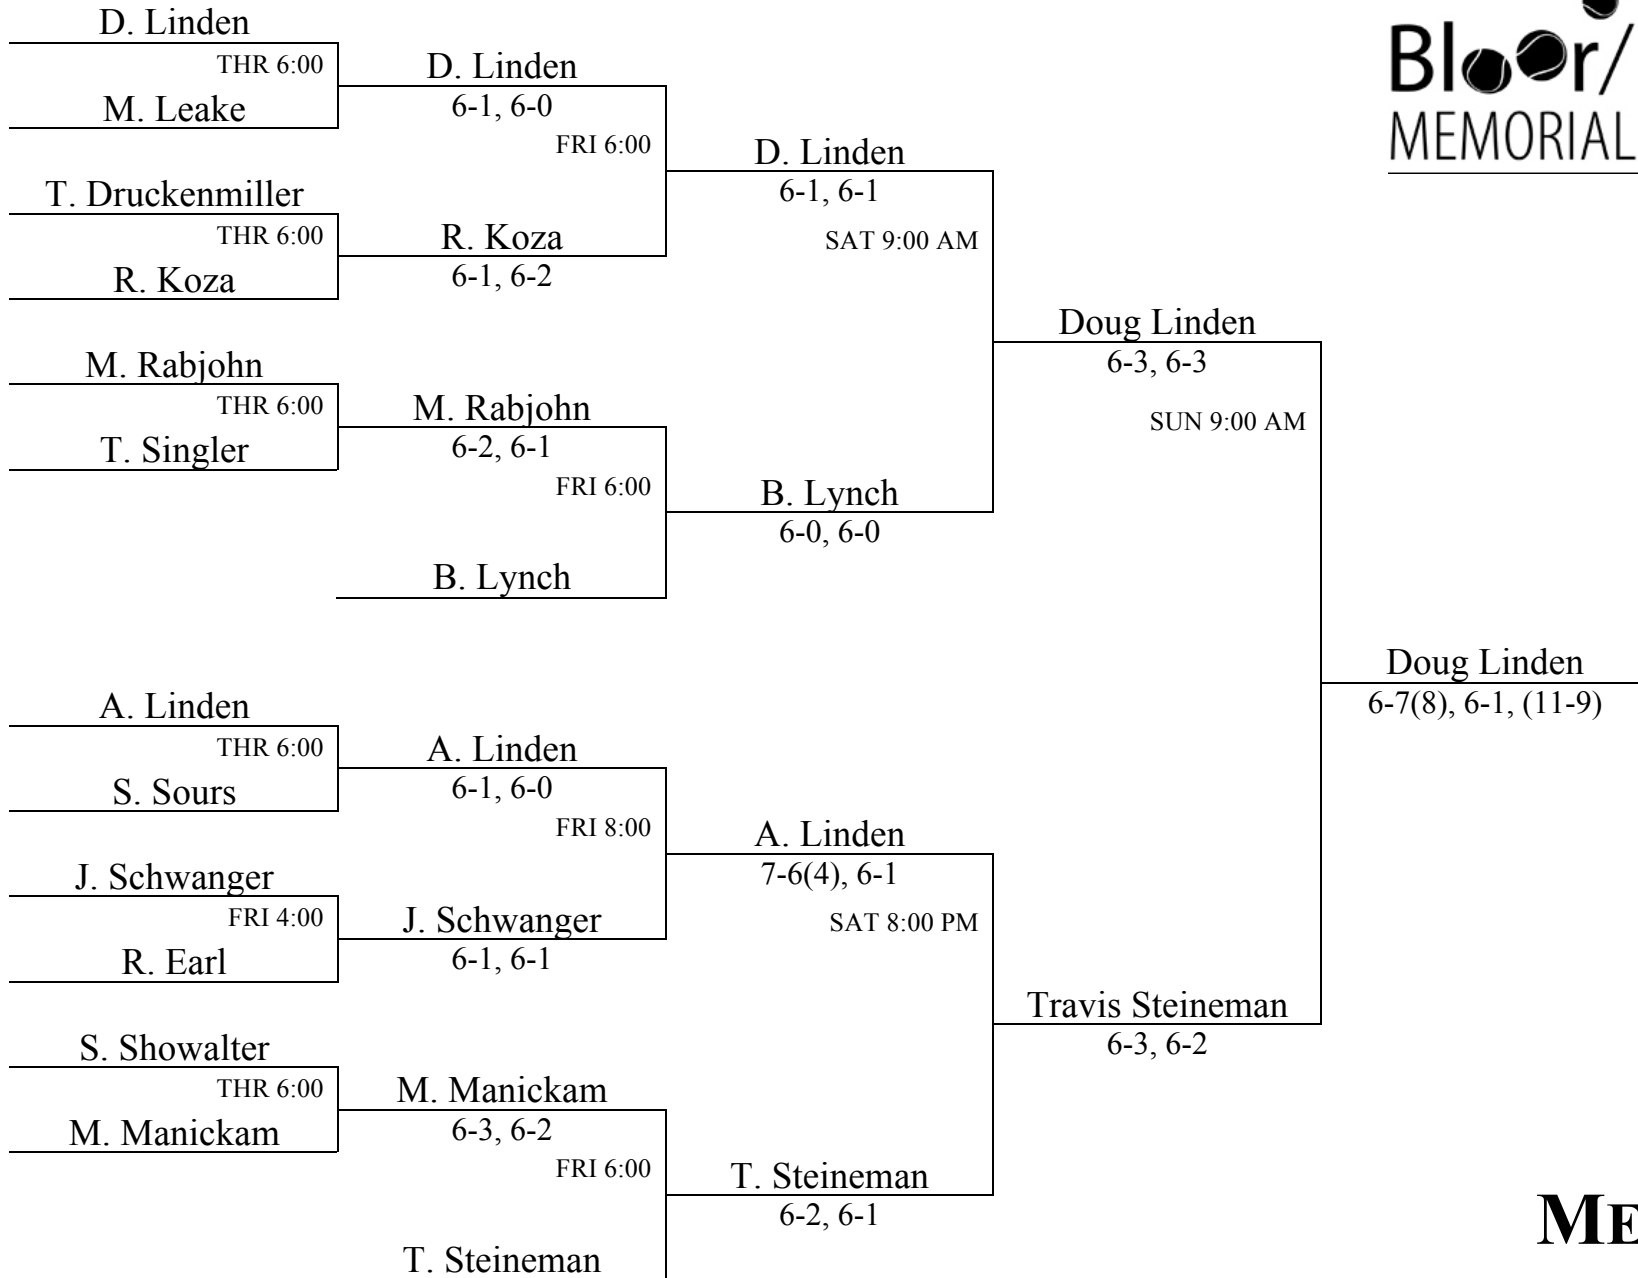 D. Linden
THR 6:00
M. Leake
D. Linden
6-1, 6-0
FRI 6:00
T. Druckenmiller
THR 6:00
R. Koza
R. Koza
6-1, 6-2
D. Linden
6-1, 6-1
SAT 9:00 AM
M. Rabjohn
THR 6:00
T. Singler
M. Rabjohn
6-2, 6-1
FRI 6:00
B. Lynch
B. Lynch
6-0, 6-0
Doug Linden
6-3, 6-3
SUN 9:00 AM
A. Linden
THR 6:00
S. Sours
A. Linden
6-1, 6-0
FRI 8:00
J. Schwanger
FRI 4:00
R. Earl
J. Schwanger
6-1, 6-1
A. Linden
7-6(4), 6-1
SAT 8:00 PM
S. Showalter
THR 6:00
M. Manickam
M. Manickam
6-3, 6-2
FRI 6:00
T. Steineman
T. Steineman
6-2, 6-1
Travis Steineman
6-3, 6-2
Doug Linden
6-7(8), 6-1, (11-9)
Bloor/
MEMORIAL
ME